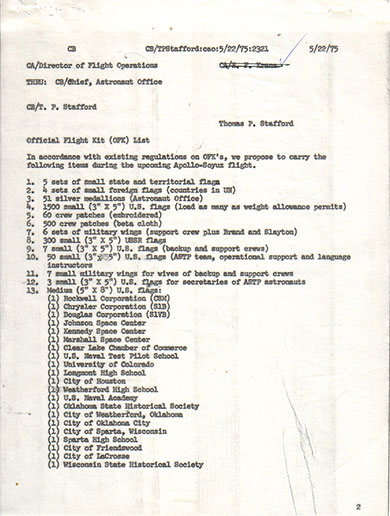 CB CB/TPStafford:cao:5/22/75:2321 5/22/75
CA/Director of Flight Operations
THRU: CB/Chief, Astronaut Office
CB/T. P. Stafford
Thomas P. Stafford
Official Flight Kit (OFK) List
In accordance with existing regulations on OFK's, we propose to carry the
following items during the upcoming Apollo-Soyuz flight.
1. 5 sets of small state and territorial flags
2. 4 sets of small foreign flags (countries in UN)
3. 51 silver medallions (Astronaut Office)
4. 1500 small (3" X 5") U.S. flags (load as many as weight allowance permits)
5. 60 crew patches (embroidered)
6. 500 crew patches (beta cloth)
7. 6 sets of military wings (support crew plus Brand and Slayton)
8. 300 small (3" X 5") USSR flags
9. 7 small (3" X 5") U.S. flags (backup and support crews)
10. 50 small (3" X 5") U.S. flags (ASTP team, operational support and language
instructors
11. 7 small military wings for wives of backup and support crews
12. 3 small (3" X 5") U.S. flags for secretaries of ASTP astronauts
13. Medium (5" X 8") U.S. flags:
(1) Rockwell Corporation (CSM)
(1) Chrysler Corporation (S1B)
(1) Douglas Corporation (S1VB)
(1) Johnson Space Center
(1) Kennedy Space Center
(1) Marshall Space Center
(1) Clear Lake Chamber of Commerce
(1) U.S. Naval Test Pilot School
(1) University of Colorado
(1) Longmont High School
(1) City of Houston
(1) Weatherford High School
(1) U.S. Naval Academy
(1) Oklahoma State Historical Society
(1) City of Weatherford, Oklahoma
(1) City of Oklahoma City
(1) City of Sparta, Wisconsin
(1) Sparta High School
(1) City of Friendswood
(1) City of LaCrosse
(1) Wisconsin State Historical Society
2